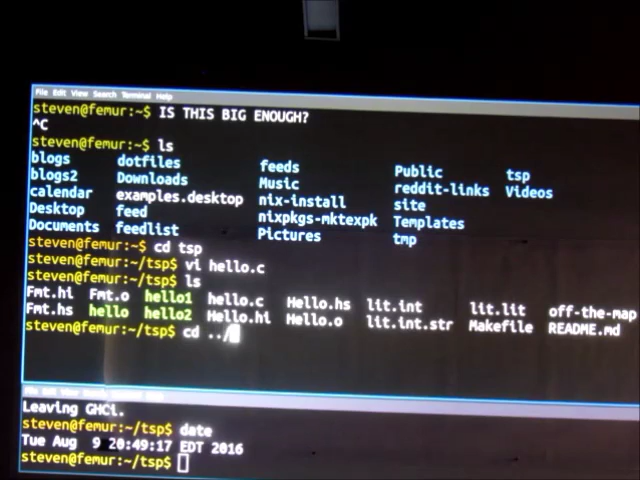 File Edit View Search Terminal Help
steven@femur:~$ IS THIS BIG ENOUGH?
^C
steven@femur:~$ ls
blogs dotfiles feeds Public tsp
blogs2 Downloads Music reddit-links Videos
calendar examples.desktop nix-install site
Desktop feed nixpkgs-mktexpk Templates
Documents feedlist Pictures tmp
steven@femur:~$ cd tsp
steven@femur:~/tsp$ vi hello.c
steven@femur:~/tsp$ ls
Fmt.hi Fmt.o hello1 hello.c Hello.hs lit.int lit.lit off-the-map
Fmt.hs hello hello2 Hello.hi Hello.o lit.int.str Makefile README.md
steven@femur:~/tsp$ cd ../
Leaving GHCi.
steven@femur:~/tsp$ date
Tue Aug 9 20:49:17 EDT 2016
steven@femur:~/tsp$